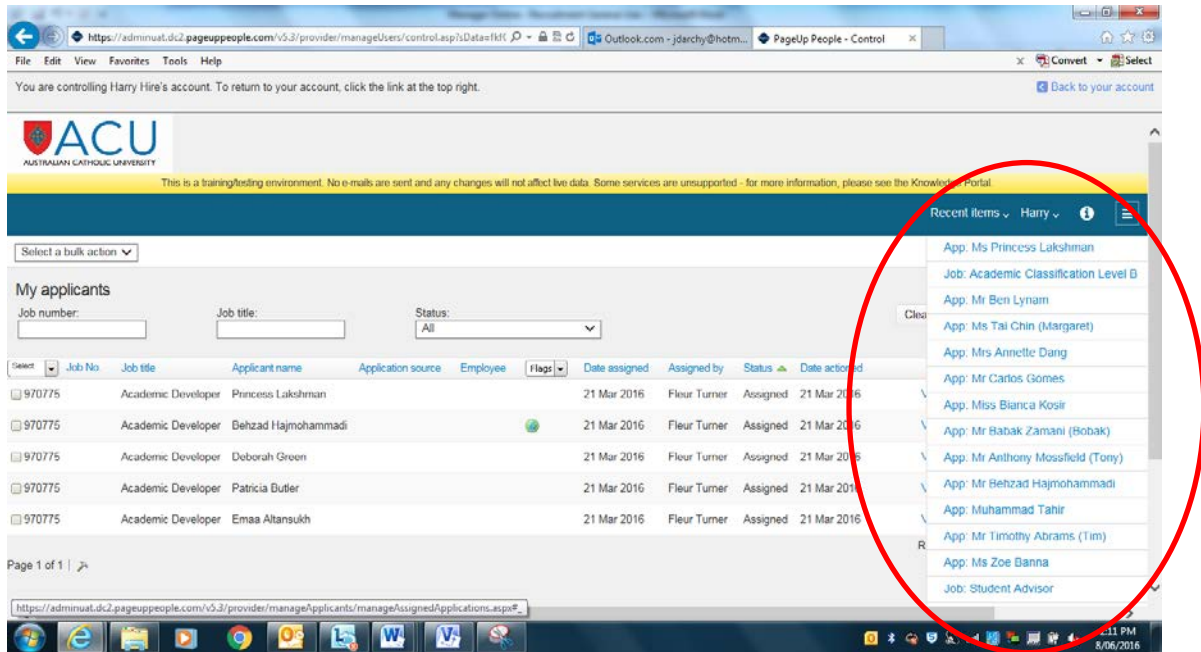 https://adminuat.dc2.pageuppeople.com/v5.3/provider/manageUsers/control.asp?sData=
Outlook.com - jdarchy@hotm...
PageUp People - Control
File Edit View Favorites Tools Help
Convert Select
You are controlling Harry Hire's account. To return to your account, click the link at the top right.
Back to your account
ACU
AUSTRALIAN CATHOLIC UNIVERSITY
This is a training/testing environment. No e-mails are sent and any changes will not affect live data. Some services are unsupported - for more information, please see the Knowledge Portal.
Recent items Harry
Select a bulk action
My applicants
Job number: Job title: Status:
All
Clea
Select Job No Job title Applicant name Application source Employee Flags Date assigned Assigned by Status Date actioned
970775 Academic Developer Princess Lakshman 21 Mar 2016 Fleur Turner Assigned 21 Mar 2016
970775 Academic Developer Behzad Hajmohammadi 21 Mar 2016 Fleur Turner Assigned 21 Mar 2016
970775 Academic Developer Deborah Green 21 Mar 2016 Fleur Turner Assigned 21 Mar 2016
970775 Academic Developer Patricia Butler 21 Mar 2016 Fleur Turner Assigned 21 Mar 2016
970775 Academic Developer Emaa Altansukh 21 Mar 2016 Fleur Turner Assigned 21 Mar 2016
R
App: Ms Princess Lakshman
Job: Academic Classification Level B
App: Mr Ben Lynam
App: Ms Tai Chin (Margaret)
App: Mrs Annette Dang
App: Mr Carlos Gomes
App: Miss Bianca Kosir
App: Mr Babak Zamani (Bobak)
App: Mr Anthony Mossfield (Tony)
App: Mr Behzad Hajmohammadi
App: Muhammad Tahir
App: Mr Timothy Abrams (Tim)
App: Ms Zoe Banna
Job: Student Advisor
Page 1 of 1
https://adminuat.dc2.pageuppeople.com/v5.3/provider/manageApplicants/manageAssignedApplications.aspx#_
:11 PM
8/06/2016